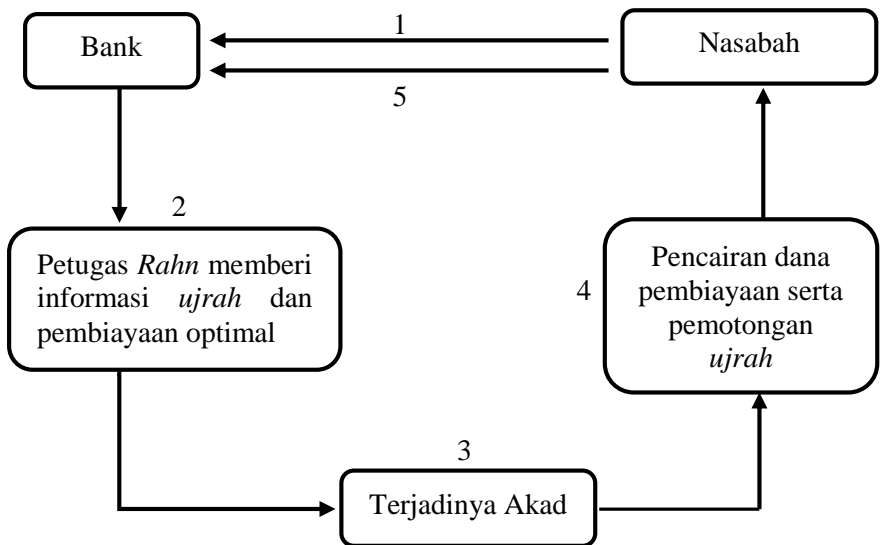 Bank
1
Nasabah
5
2
Petugas Rahn memberi
informasi ujrah dan
pembiayaan optimal
4
Pencairan dana
pembiayaan serta
pemotongan
ujrah
3
Terjadinya Akad